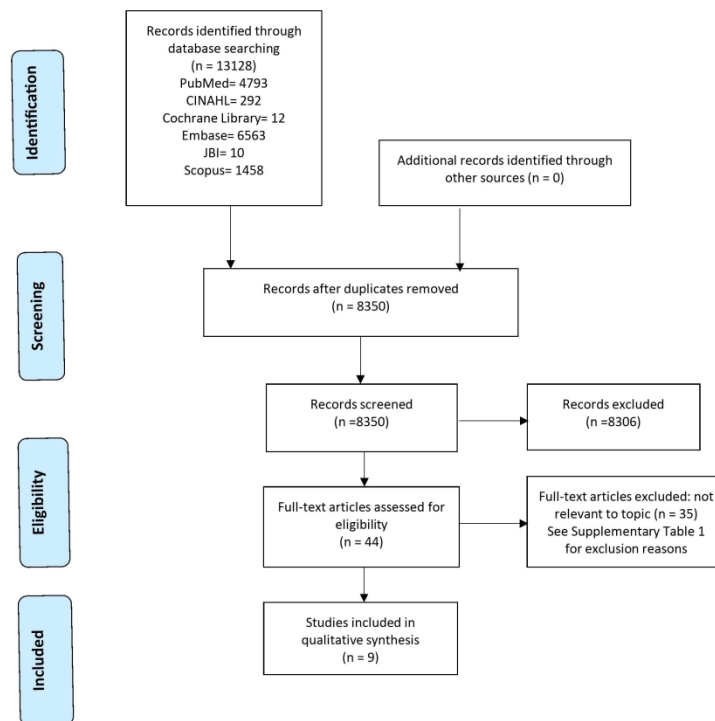 Identification
Records identified through
database searching
(n = 13128)
PubMed= 4793
CINAHL= 292
Cochrane Library= 12
Embase= 6563
JBI= 10
Scopus= 1458
Additional records identified through
other sources (n = 0)
Screening
Records after duplicates removed
(n = 8350)
Records screened
(n =8350)
Records excluded
(n =8306)
Eligibility
Full-text articles assessed for
eligibility
(n = 44)
Full-text articles excluded: not
relevant to topic (n = 35)
See Supplementary Table 1
for exclusion reasons
Included
Studies included in
qualitative synthesis
(n = 9)